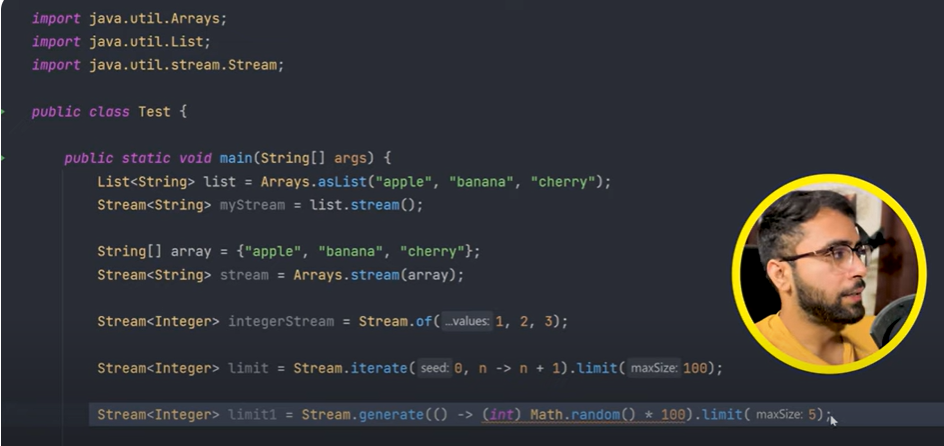 import java.util.Arrays;
import java.util.List;
import java.util.stream.Stream;
public class Test {
public static void main(String[] args) {
List<String> list = Arrays.asList("apple", "banana", "cherry");
Stream<String> myStream = list.stream();
String[] array = {"apple", "banana", "cherry"};
Stream<String> stream = Arrays.stream(array);
Stream<Integer> integerStream = Stream.of( ...values: 1, 2, 3);
Stream<Integer> limit = Stream.iterate( seed: 0, n -> n + 1).limit( maxSize: 100);
Stream<Integer> limit1 = Stream.generate(() -> (int) Math.random() * 100).limit( maxSize: 5);